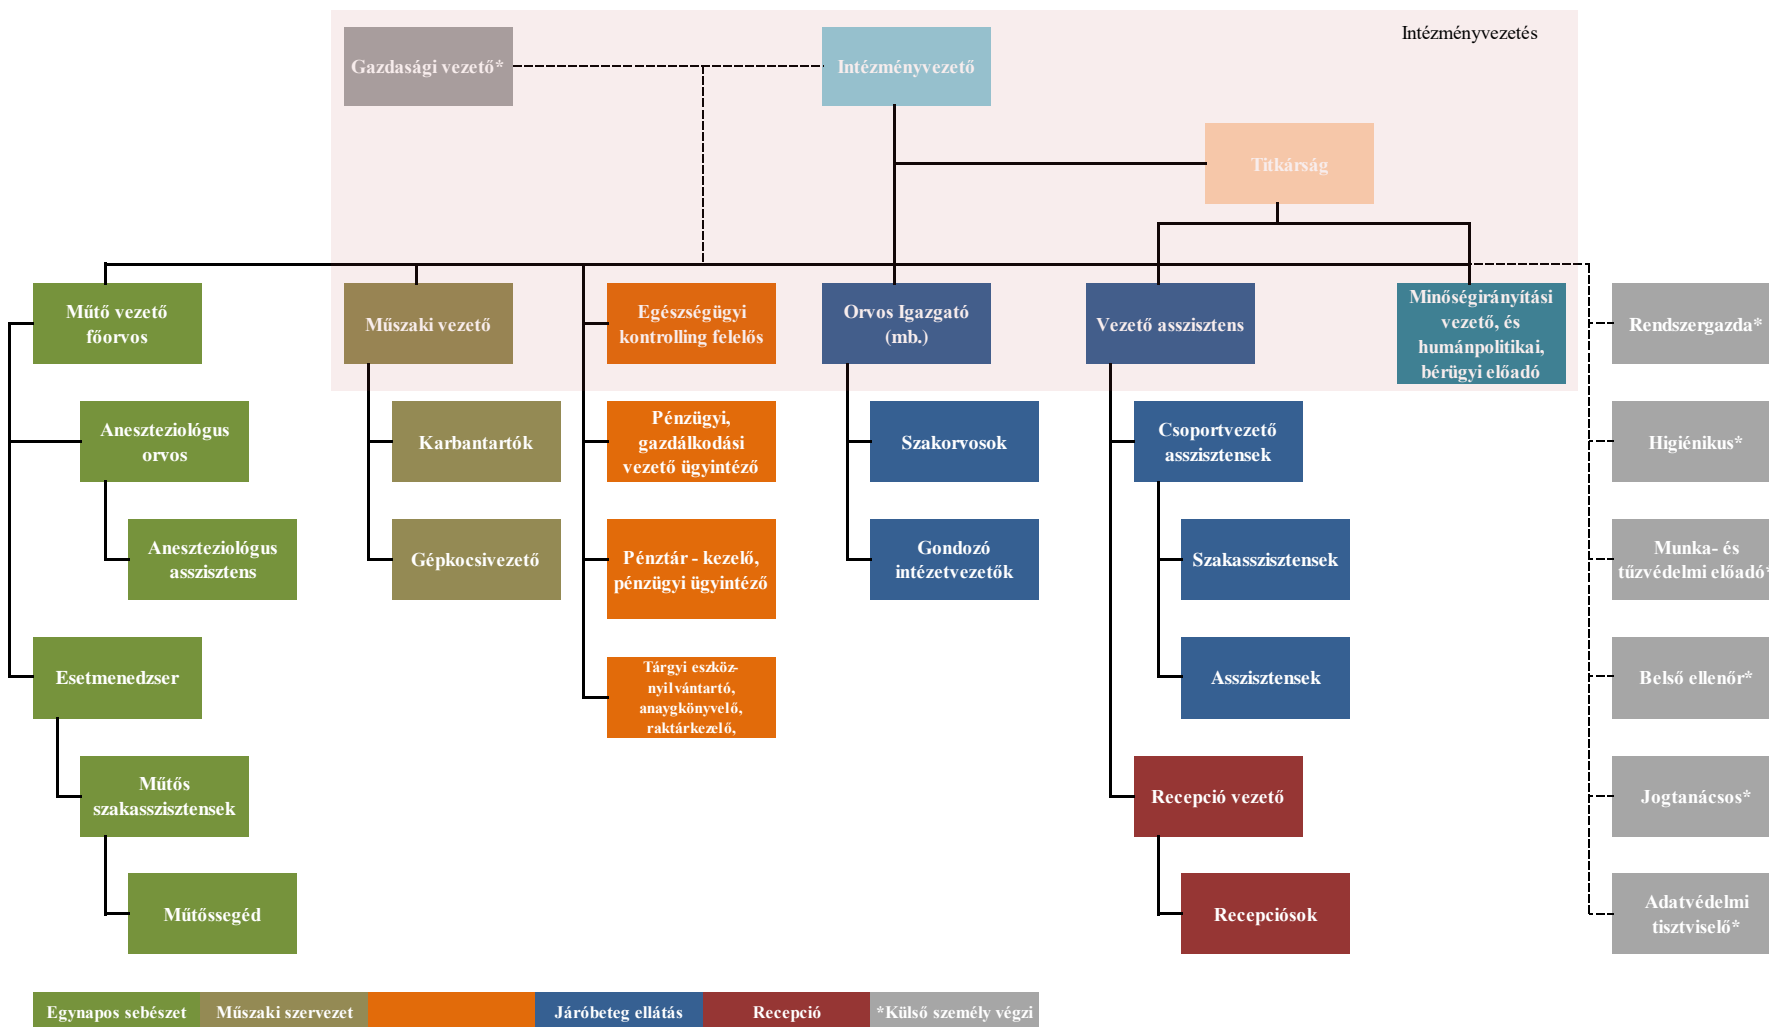 Intézményvezetés
Gazdasági vezető*
Intézményvezető
Titkárság
Műtő vezető
főorvos
Műszaki vezető
Egészségügyi
kontrolling felelős
Orvos Igazgató
(mb.)
Vezető asszisztens
Minőségirányítási
vezető, és
humánpolitikai,
bérügyi előadó
Rendszergazda*
Aneszteziológus
orvos
Karbantartók
Pénzügyi,
gazdálkodási
vezető ügyintéző
Szakorvosok
Csoportvezető
asszisztensek
Higiénikus*
Aneszteziológus
asszisztens
Gépkocsivezető
Pénztár - kezelő,
pénzügyi ügyintéző
Gondozó
intézetvezetők
Szakasszisztensek
Munka- és
tűzvédelmi előadó*
Esetmenedzser
Tárgyi eszköz-
nyilvántartó,
anaygkönyvelő,
raktárkezelő,
Asszisztensek
Belső ellenőr*
Műtős
szakasszisztensek
Recepció vezető
Jogtanácsos*
Műtőssegéd
Recepciósok
Adatvédelmi
tisztviselő*
Egynapos sebészet
Műszaki szervezet
Járóbeteg ellátás
Recepció
*Külső személy végzi